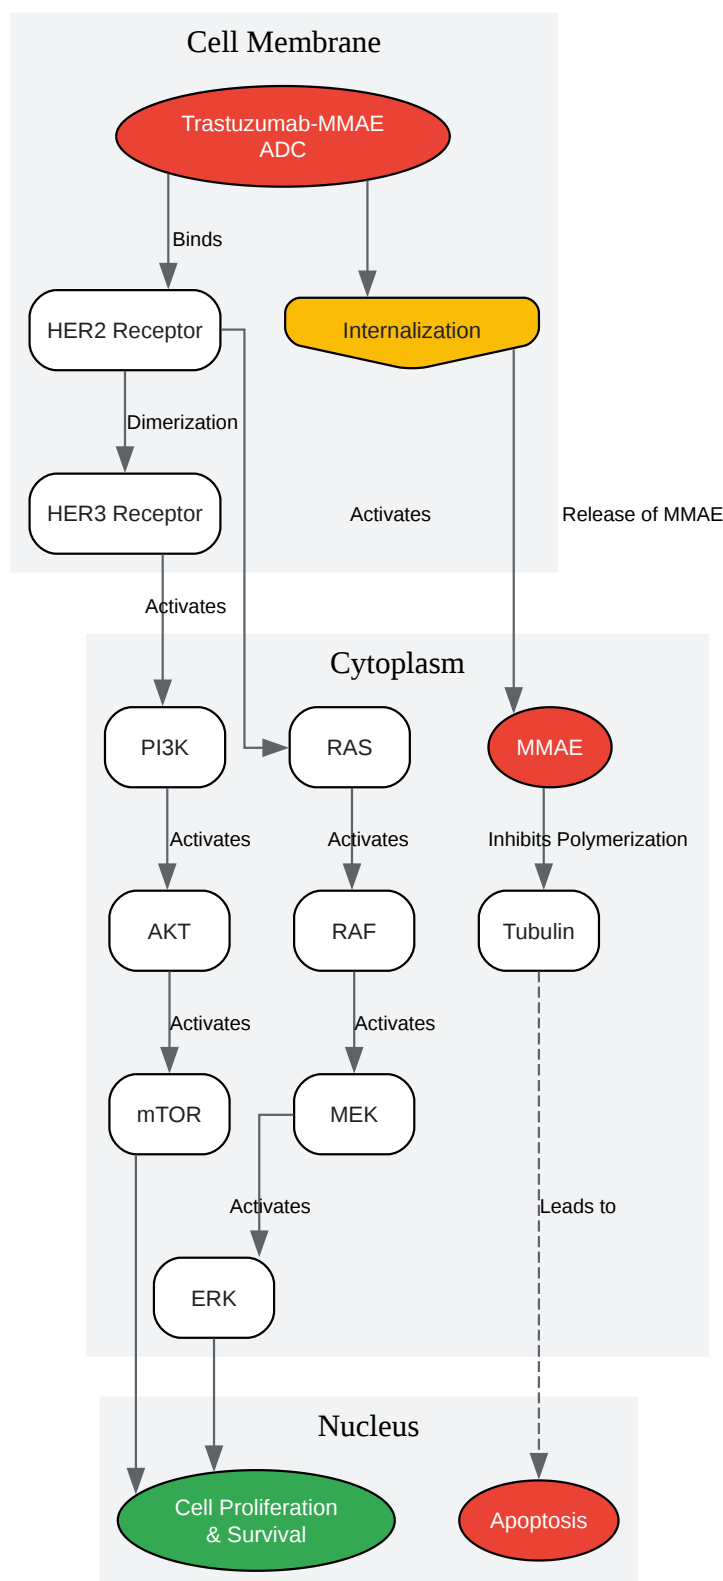 Cell Membrane
Trastuzumab-MMAE
ADC
Binds
HER2 Receptor
Internalization
Dimerization
HER3 Receptor
Activates
Release of MMAE
Activates
Cytoplasm
PI3K
RAS
MMAE
Activates
Activates
Inhibits Polymerization
AKT
RAF
Tubulin
Activates
Activates
mTOR
MEK
Activates
Leads to
ERK
Nucleus
Cell Proliferation
& Survival
Apoptosis